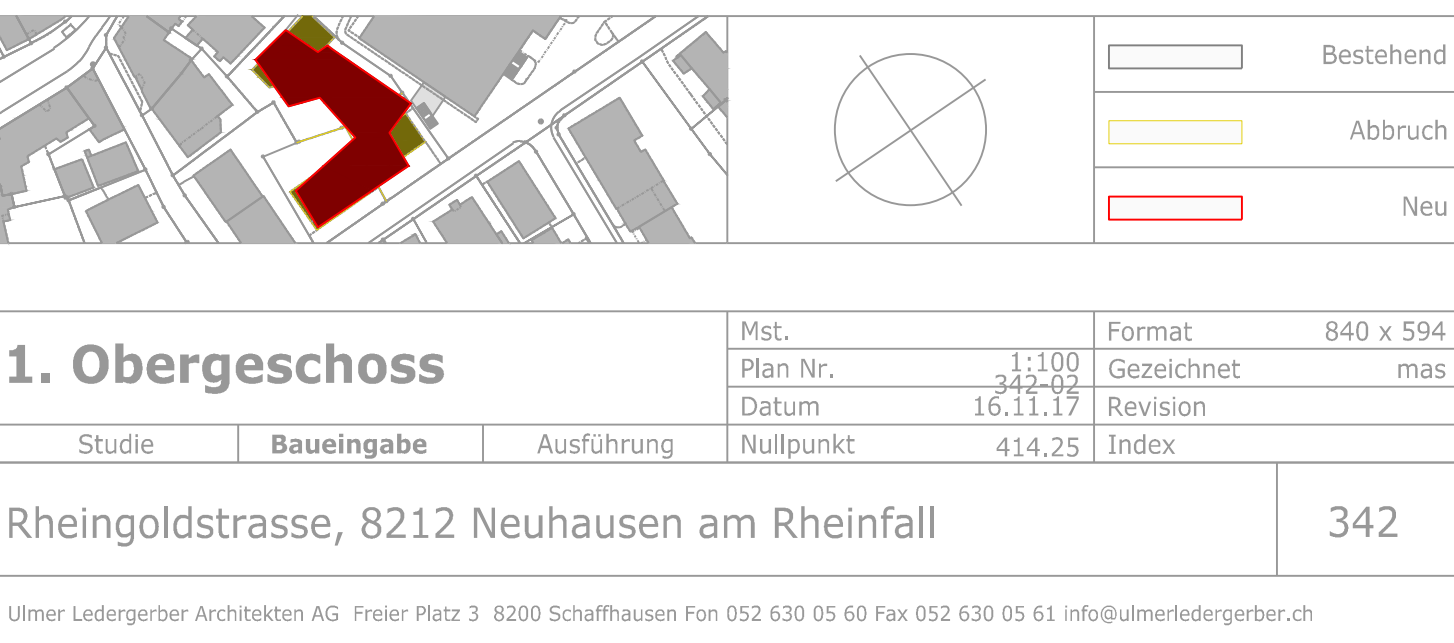 Bestehend
Abbruch
Neu
1. Obergeschoss
Mst. 1:100
Format 840 x 594
Plan Nr. 342-02
Gezeichnet mas
Datum 16.11.17
Revision
Studie Baueingabe Ausführung
Nullpunkt 414.25
Index
Rheingoldstrasse, 8212 Neuhausen am Rheinfall 342
Ulmer Ledergerber Architekten AG Freier Platz 3 8200 Schaffhausen Fon 052 630 05 60 Fax 052 630 05 61 info@ulmerledergerber.ch